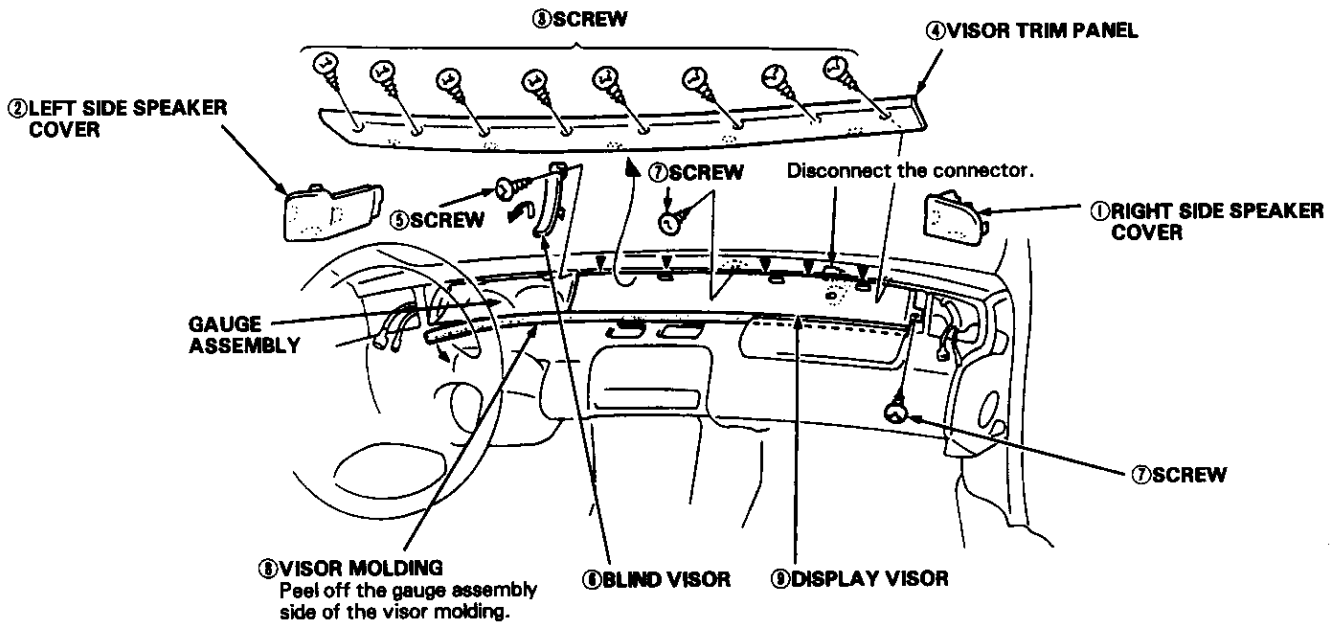 ③SCREW
④VISOR TRIM PANEL
②LEFT SIDE SPEAKER
COVER
⑦SCREW
Disconnect the connector.
⑤SCREW
①RIGHT SIDE SPEAKER
COVER
GAUGE
ASSEMBLY
⑦SCREW
⑧VISOR MOLDING
Peel off the gauge assembly
side of the visor molding.
⑥BLIND VISOR
⑨DISPLAY VISOR